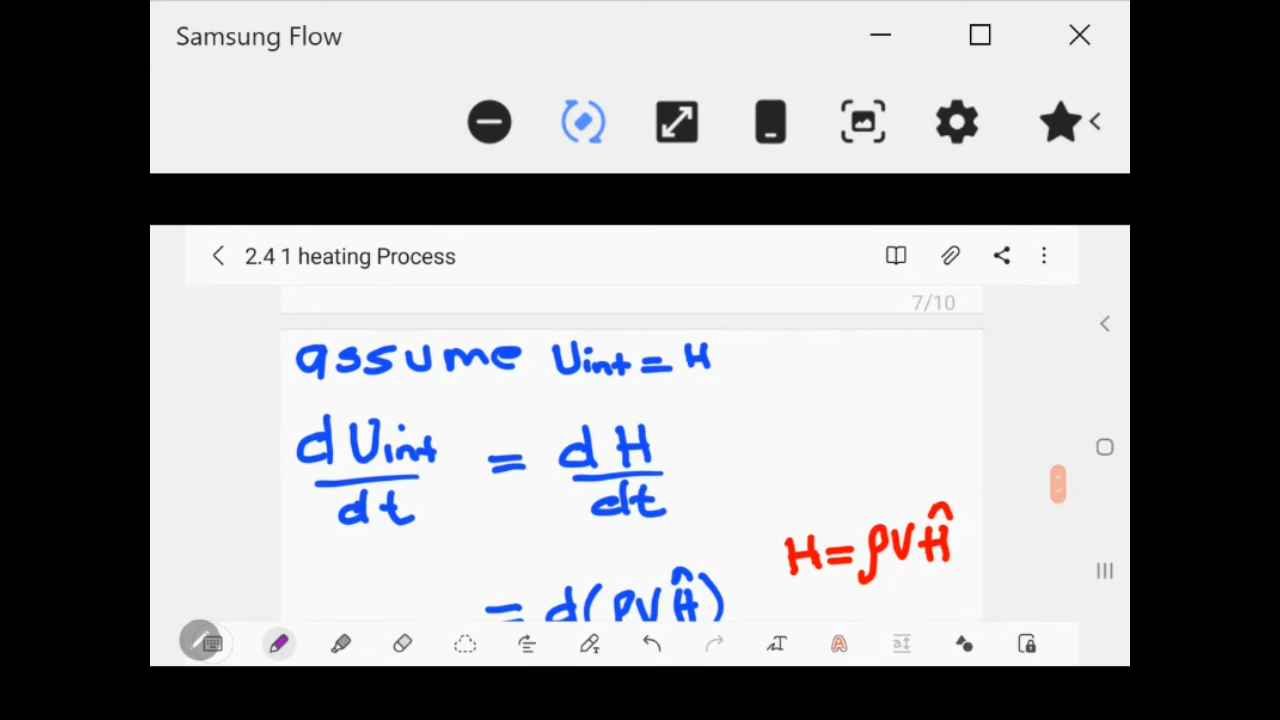 Samsung Flow
2.4 1 heating Process
7/10
assume Uint = H
dUint/dt = dH/dt
H = ρVĤ
= d(ρVĤ)